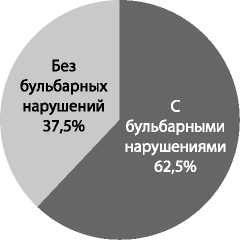 Без
бульбарных
нарушений
37,5%
С
бульбарными
нарушениями
62,5%